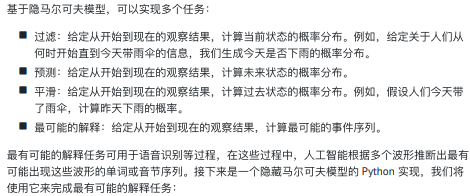 基于隐马尔可夫模型，可以实现多个任务：
过滤：给定从开始到现在的观察结果，计算当前状态的概率分布。例如，给定关于人们从
何时开始直到今天带雨伞的信息，我们生成今天是否下雨的概率分布。
预测：给定从开始到现在的观察结果，计算未来状态的概率分布。
平滑：给定从开始到现在的观察结果，计算过去状态的概率分布。例如，假设人们今天带
了雨伞，计算昨天下雨的概率。
最可能的解释：给定从开始到现在的观察结果，计算最可能的事件序列。
最有可能的解释任务可用于语音识别等过程，在这些过程中，人工智能根据多个波形推断出最有
可能出现这些波形的单词或音节序列。接下来是一个隐藏马尔可夫模型的 Python 实现，我们将
使用它来完成最有可能的解释任务：